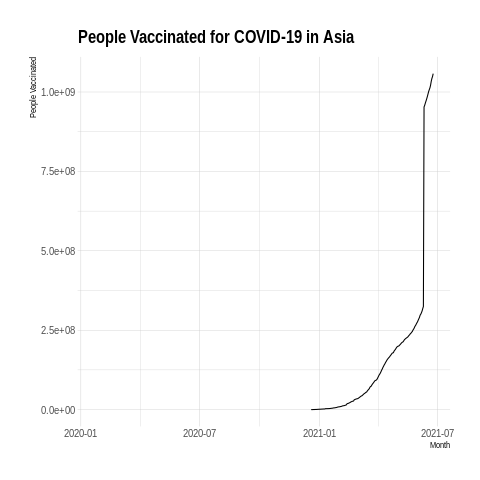 People Vaccinated for COVID-19 in Asia
People Vaccinated
1.0e+09
7.5e+08
5.0e+08
2.5e+08
0.0e+00
2020-01
2020-07
2021-01
2021-07
Month